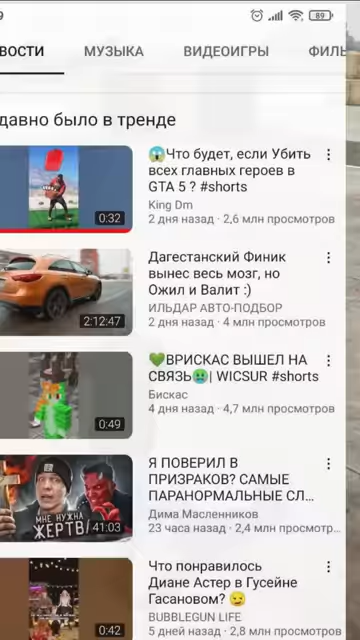 9
89
ВОСТИ МУЗЫКА ВИДЕОИГРЫ ФИЛЬ
давно было в тренде
😱Что будет, если Убить
всех главных героев в
GTA 5 ? #shorts
King Dm
2 дня назад · 2,6 млн просмотров
0:32
Дагестанский Финик
вынес весь мозг, но
Ожил и Валит :)
ИЛЬДАР АВТО-ПОДБОР
2 дня назад · 4 млн просмотров
2:12:47
💚ВРИСКАС ВЫШЕЛ НА
СВЯЗЬ🤢| WICSUR #shorts
Бискас
4 дня назад · 4,7 млн просмотров
0:49
Я ПОВЕРИЛ В
ПРИЗРАКОВ? САМЫЕ
ПАРАНОРМАЛЬНЫЕ СЛ...
Дима Масленников
23 часа назад · 2,4 млн просмотр...
МНЕ НУЖНА
ЖЕРТВ
41:03
Что понравилось
Диане Астер в Гусейне
Гасановом? 😉
BUBBLEGUN LIFE
5 дней назад · 2,8 млн просмотров
0:42